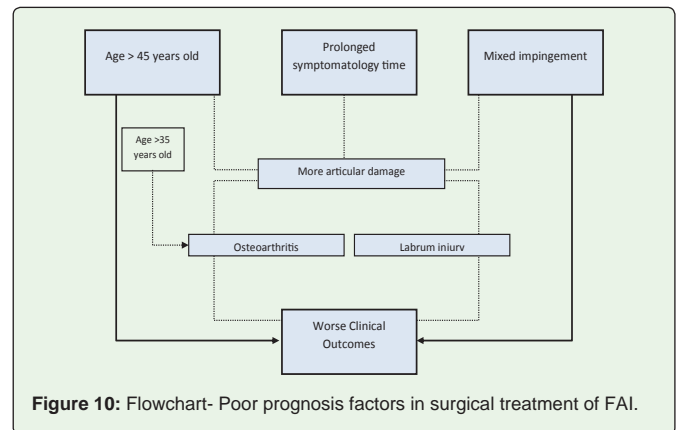 Age > 45 years old
Prolonged
symptomatology time
Mixed impingement
Age >35
years old
More articular damage
Osteoarthritis
Labrum iniurv
Worse Clinical
Outcomes
Figure 10: Flowchart- Poor prognosis factors in surgical treatment of FAI.